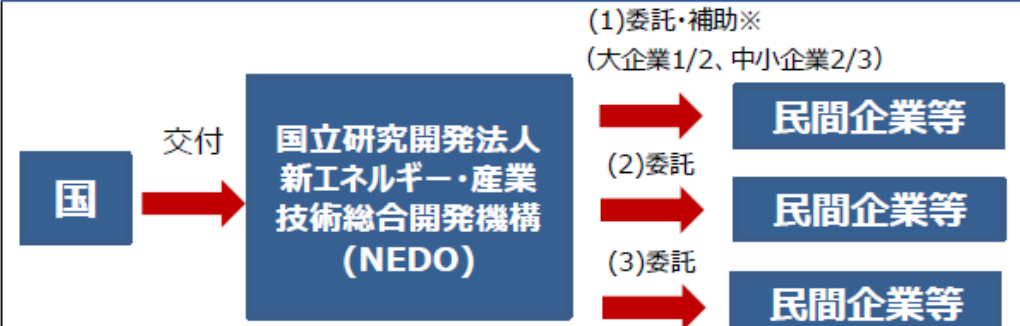 (1)委託・補助※
（大企業1/2、中小企業2/3）
民間企業等
交付
国
国立研究開発法人
新エネルギー・産業
技術総合開発機構
(NEDO)
(2)委託
民間企業等
(3)委託
民間企業等